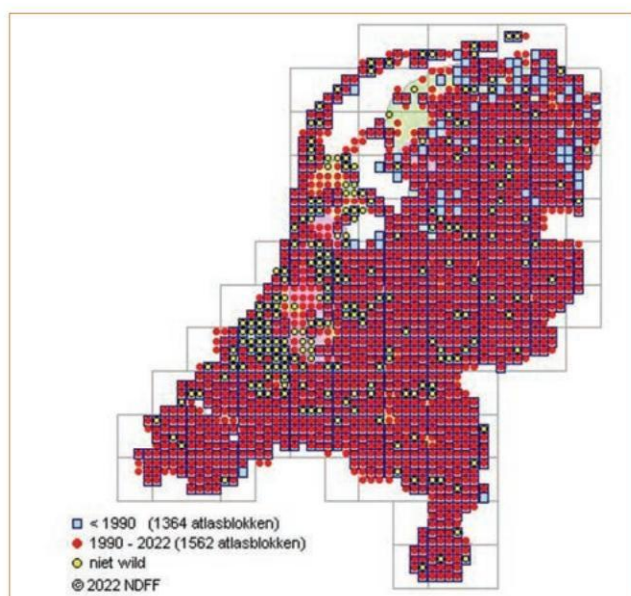 < 1990 (1364 atlasblokken)
1990 - 2022 (1562 atlasblokken)
niet wild
© 2022 NDFF